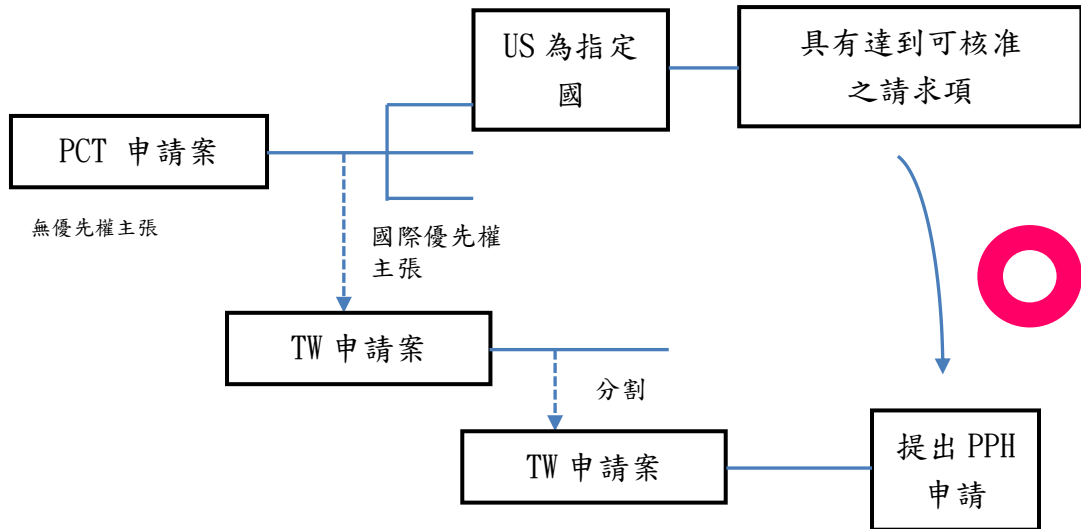 US 為指定
國
具有達到可核准
之請求項
PCT 申請案
無優先權主張
國際優先權
主張
TW 申請案
分割
TW 申請案
提出 PPH
申請